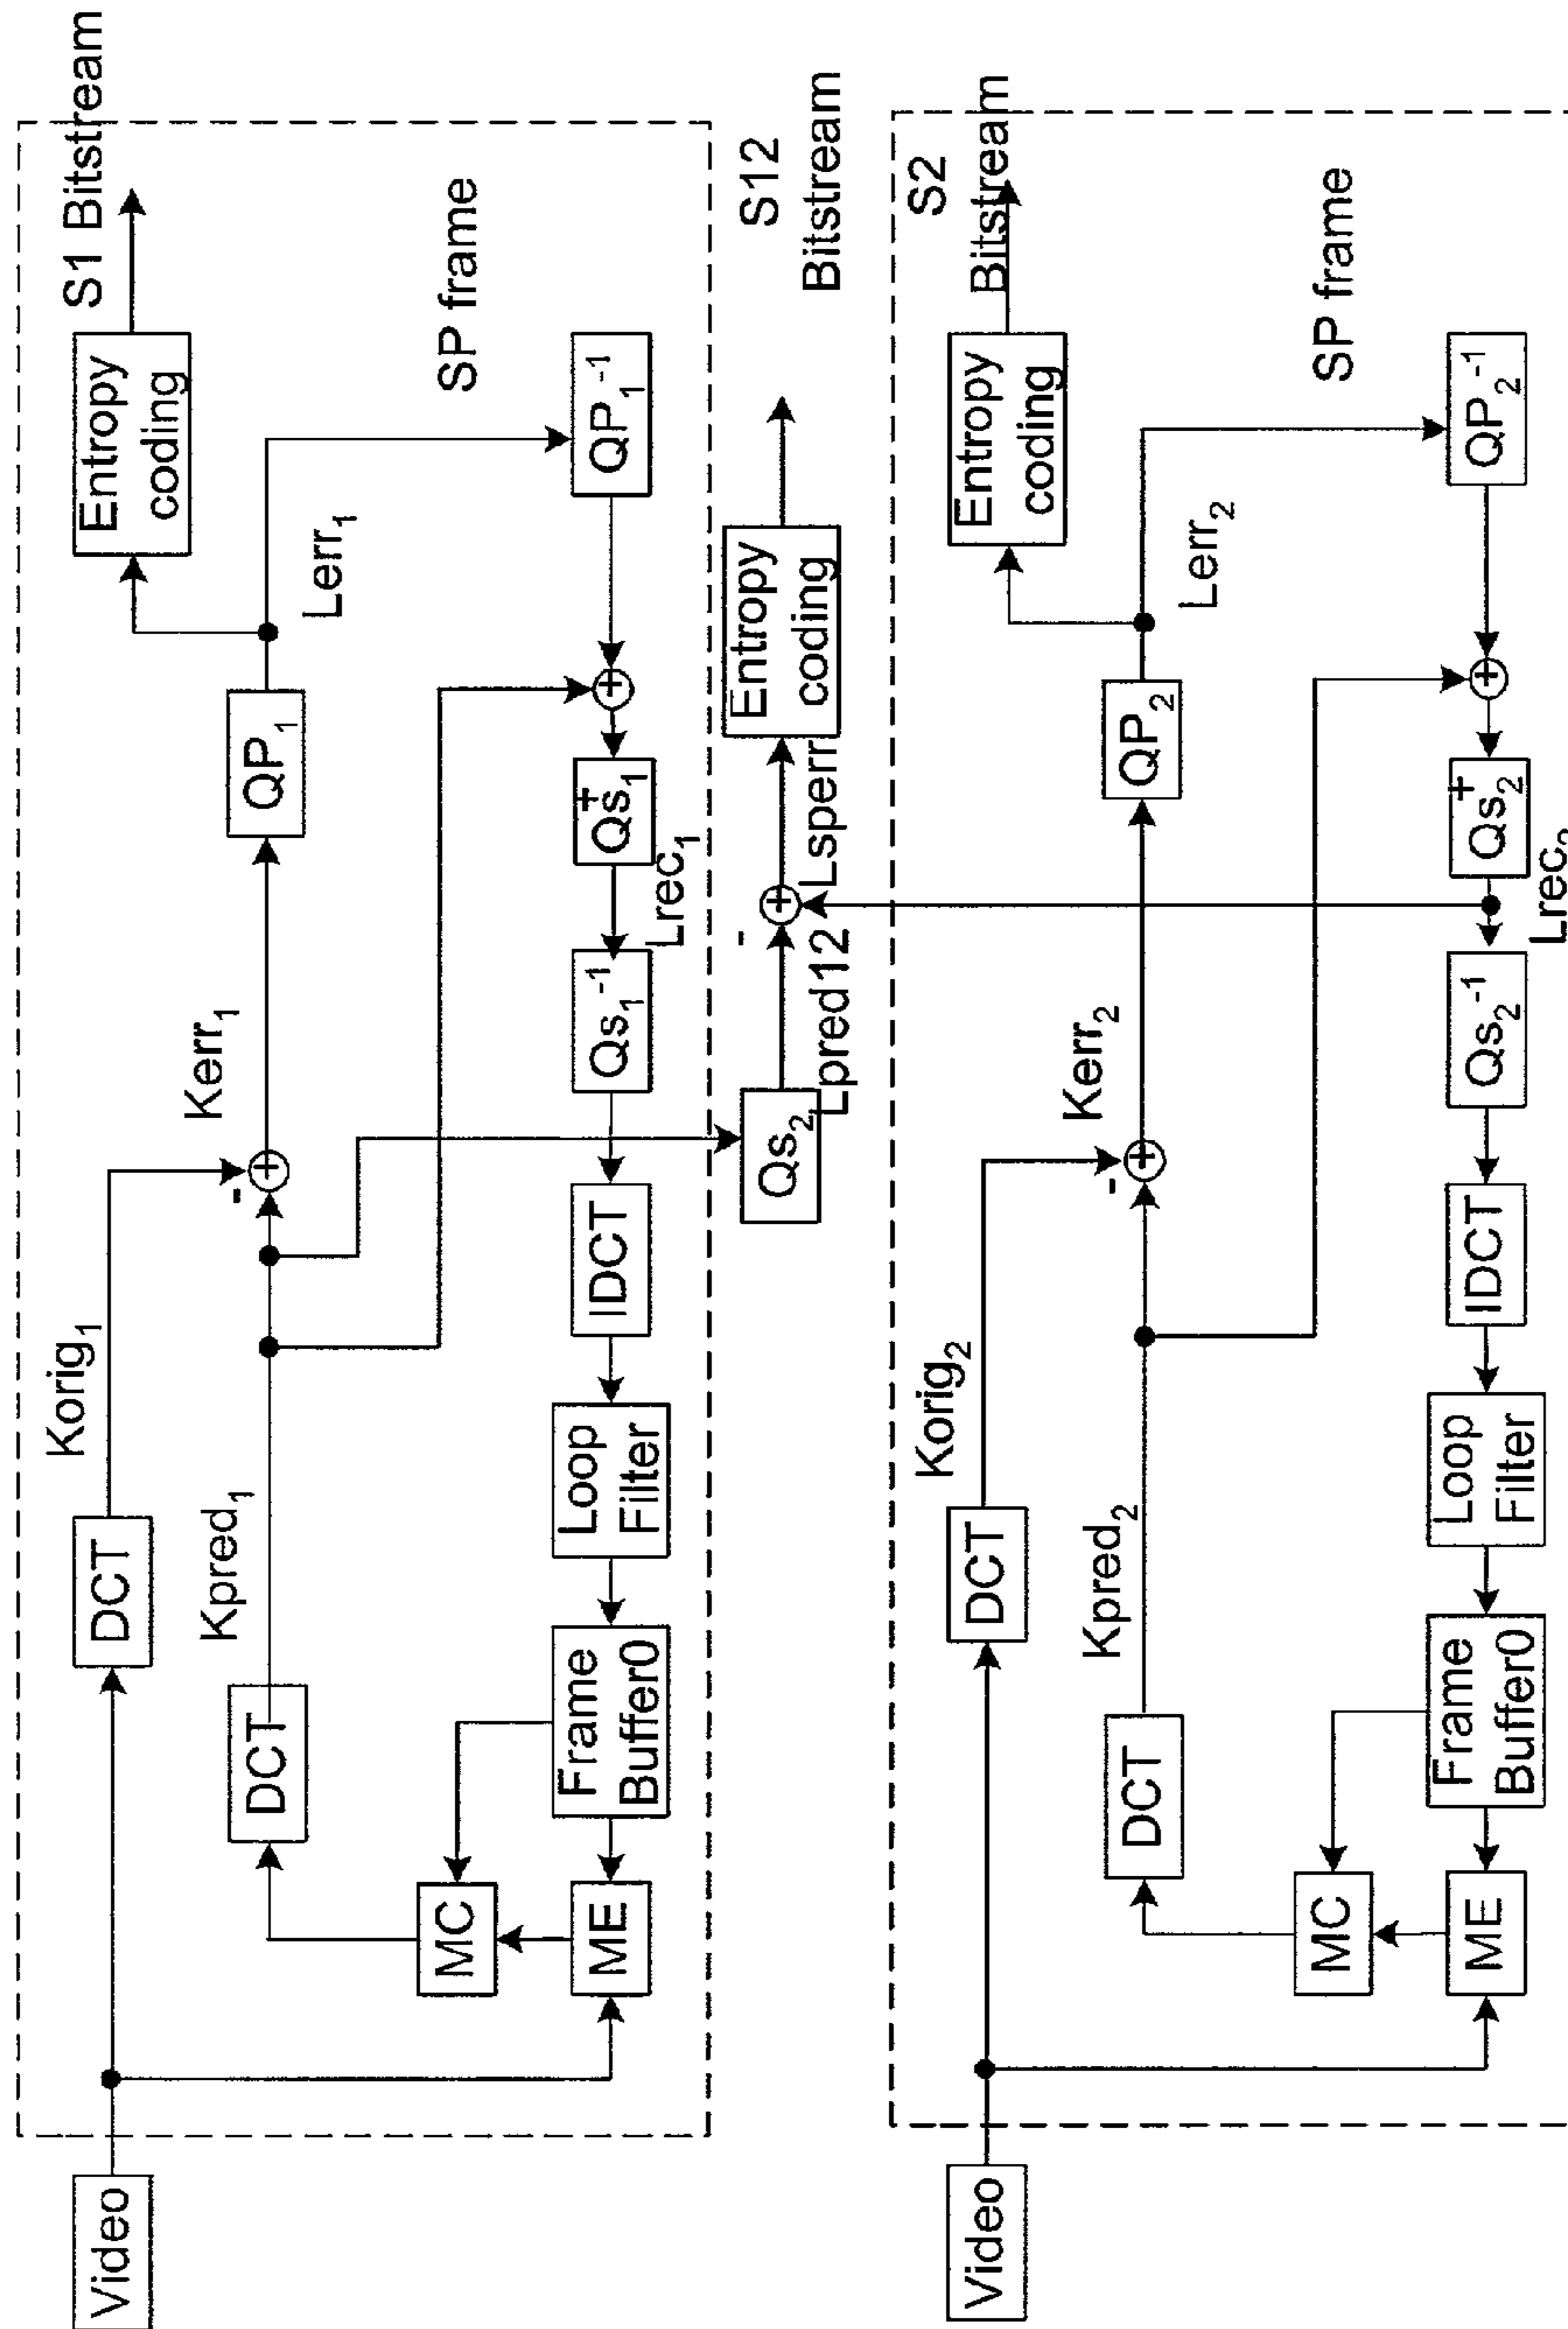 Video
DCT
Korig₁
Entropy
coding
S1 Bitstream
DCT
Kpred₁
-
+
Kerr₁
QP₁
Lerr₁
SP frame
MC
ME
Frame
Buffer0
Loop
Filter
IDCT
Qs₁⁻¹
Lrec₁
Qs₁⁺
+
QP₁⁻¹
Qs₂
Lpred12
-
+
Lsperr
Entropy
coding
S12
Bitstream
Video
DCT
Korig₂
Entropy
coding
S2
Bitstream
DCT
Kpred₂
-
+
Kerr₂
QP₂
Lerr₂
SP frame
MC
ME
Frame
Buffer0
Loop
Filter
IDCT
Qs₂⁻¹
Lrec₂
Qs₂⁺
+
QP₂⁻¹